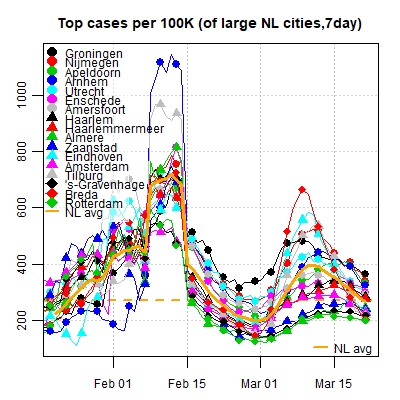 Top cases per 100K (of large NL cities,7day)
Groningen
Nijmegen
Apeldoorn
Arnhem
Utrecht
Enschede
Amersfoort
Haarlem
Haarlemmermeer
Almere
Zaanstad
Eindhoven
Amsterdam
Tilburg
's-Gravenhage
Breda
Rotterdam
NL avg
1000
800
600
400
200
NL avg
Feb 01 Feb 15 Mar 01 Mar 15